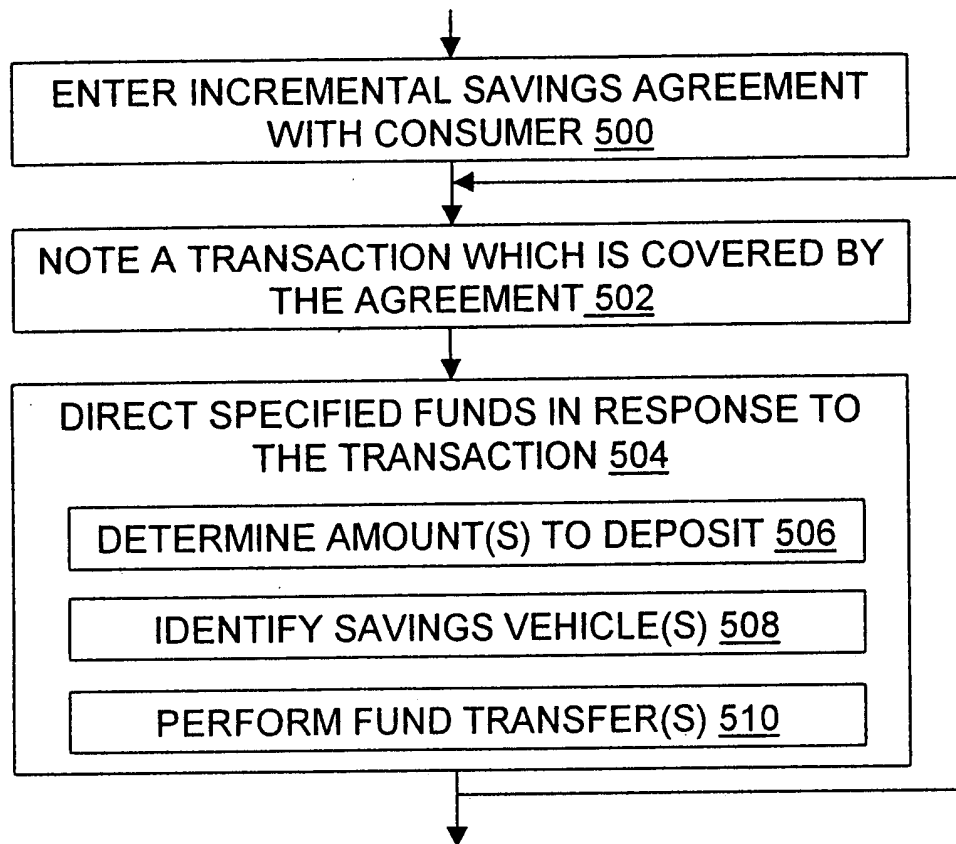 ENTER INCREMENTAL SAVINGS AGREEMENT
WITH CONSUMER 500
NOTE A TRANSACTION WHICH IS COVERED BY
THE AGREEMENT 502
DIRECT SPECIFIED FUNDS IN RESPONSE TO
THE TRANSACTION 504
DETERMINE AMOUNT(S) TO DEPOSIT 506
IDENTIFY SAVINGS VEHICLE(S) 508
PERFORM FUND TRANSFER(S) 510